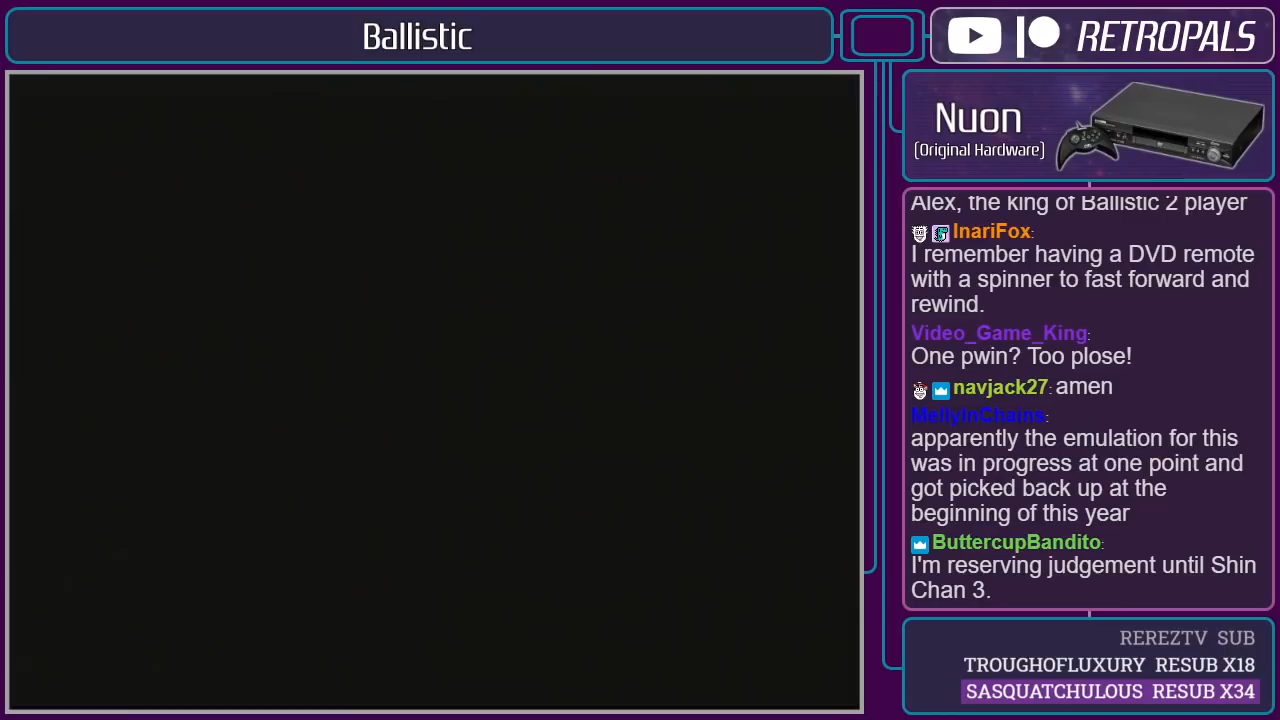 Ballistic
RETROPALS
Nuon
(Original Hardware)
Alex, the king of Ballistic 2 player
InariFox:
I remember having a DVD remote
with a spinner to fast forward and
rewind.
Video_Game_King:
One pwin? Too plose!
navjack27: amen
MellyInChains:
apparently the emulation for this
was in progress at one point and
got picked back up at the
beginning of this year
ButtercupBandito:
I'm reserving judgement until Shin
Chan 3.
REREZTV SUB
TROUGHOFLUXURY RESUB X18
SASQUATCHULOUS RESUB X34